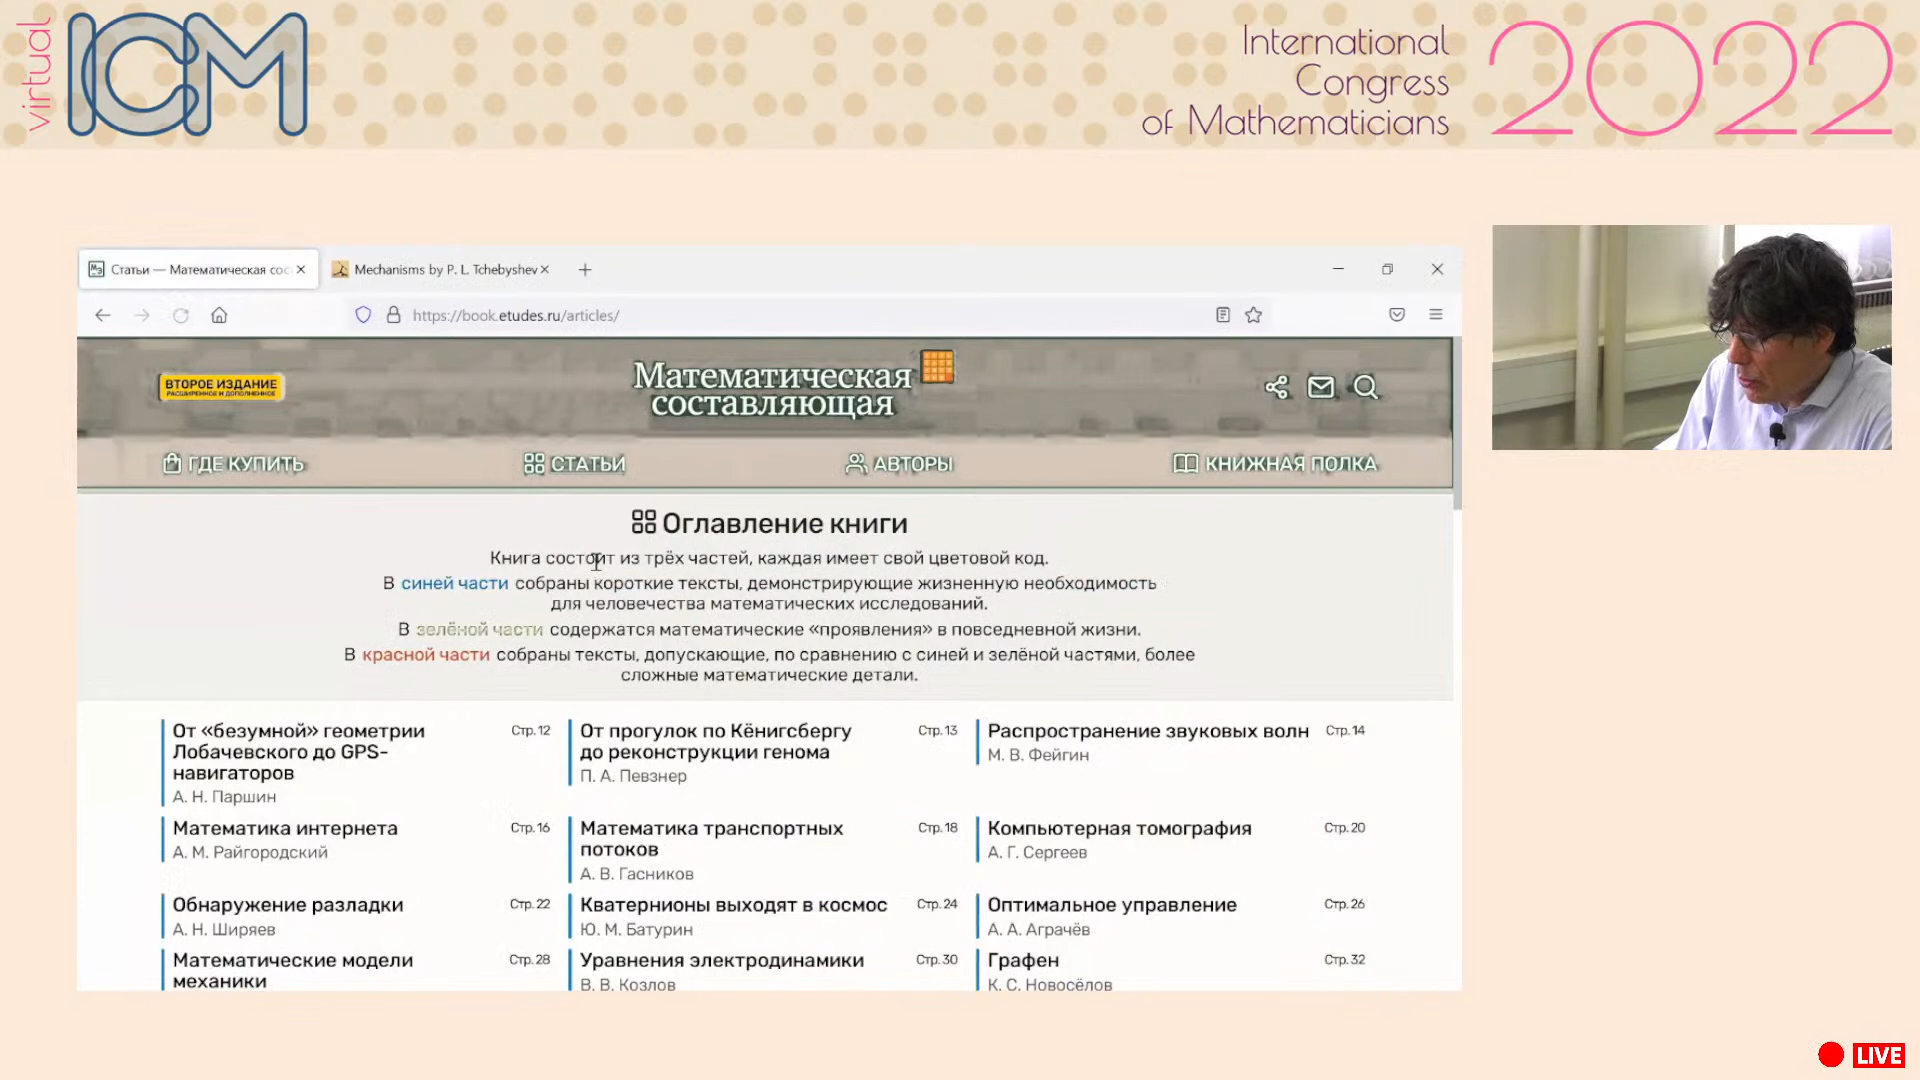 virtual
ICM
International
Congress
of Mathematicians
2022
Статьи — Математическая сос
Mechanisms by P. L. Tchebyshev
https://book.etudes.ru/articles/
ВТОРОЕ ИЗДАНИЕ
РАСШИРЕННОЕ И ДОПОЛНЕННОЕ
Математическая
составляющая
ГДЕ КУПИТЬ
СТАТЬИ
АВТОРЫ
КНИЖНАЯ ПОЛКА
Оглавление книги
Книга состоит из трёх частей, каждая имеет свой цветовой код.
В синей части собраны короткие тексты, демонстрирующие жизненную необходимость
для человечества математических исследований.
В зелёной части содержатся математические «проявления» в повседневной жизни.
В красной части собраны тексты, допускающие, по сравнению с синей и зелёной частями, более
сложные математические детали.
От «безумной» геометрии
Лобачевского до GPS-
навигаторов
Стр. 12
А. Н. Паршин
От прогулок по Кёнигсбергу
до реконструкции генома
Стр. 13
П. А. Певзнер
Распространение звуковых волн
Стр. 14
М. В. Фейгин
Математика интернета
Стр. 16
А. М. Райгородский
Математика транспортных
потоков
Стр. 18
А. В. Гасников
Компьютерная томография
Стр. 20
А. Г. Сергеев
Обнаружение разладки
Стр. 22
А. Н. Ширяев
Кватернионы выходят в космос
Стр. 24
Ю. М. Батурин
Оптимальное управление
Стр. 26
А. А. Аграчёв
Математические модели
механики
Стр. 28
Уравнения электродинамики
Стр. 30
В. В. Козлов
Графен
Стр. 32
К. С. Новосёлов
LIVE